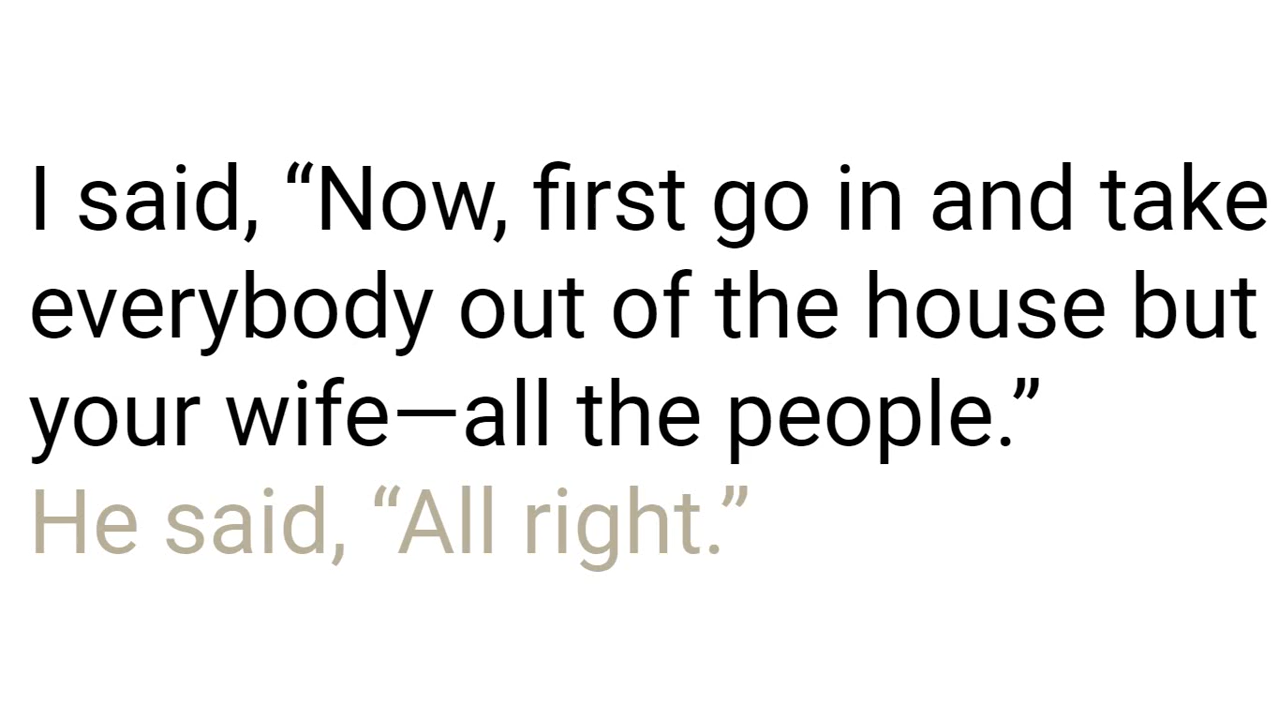 I said, “Now, first go in and take
everybody out of the house but
your wife—all the people.”
He said, “All right.”